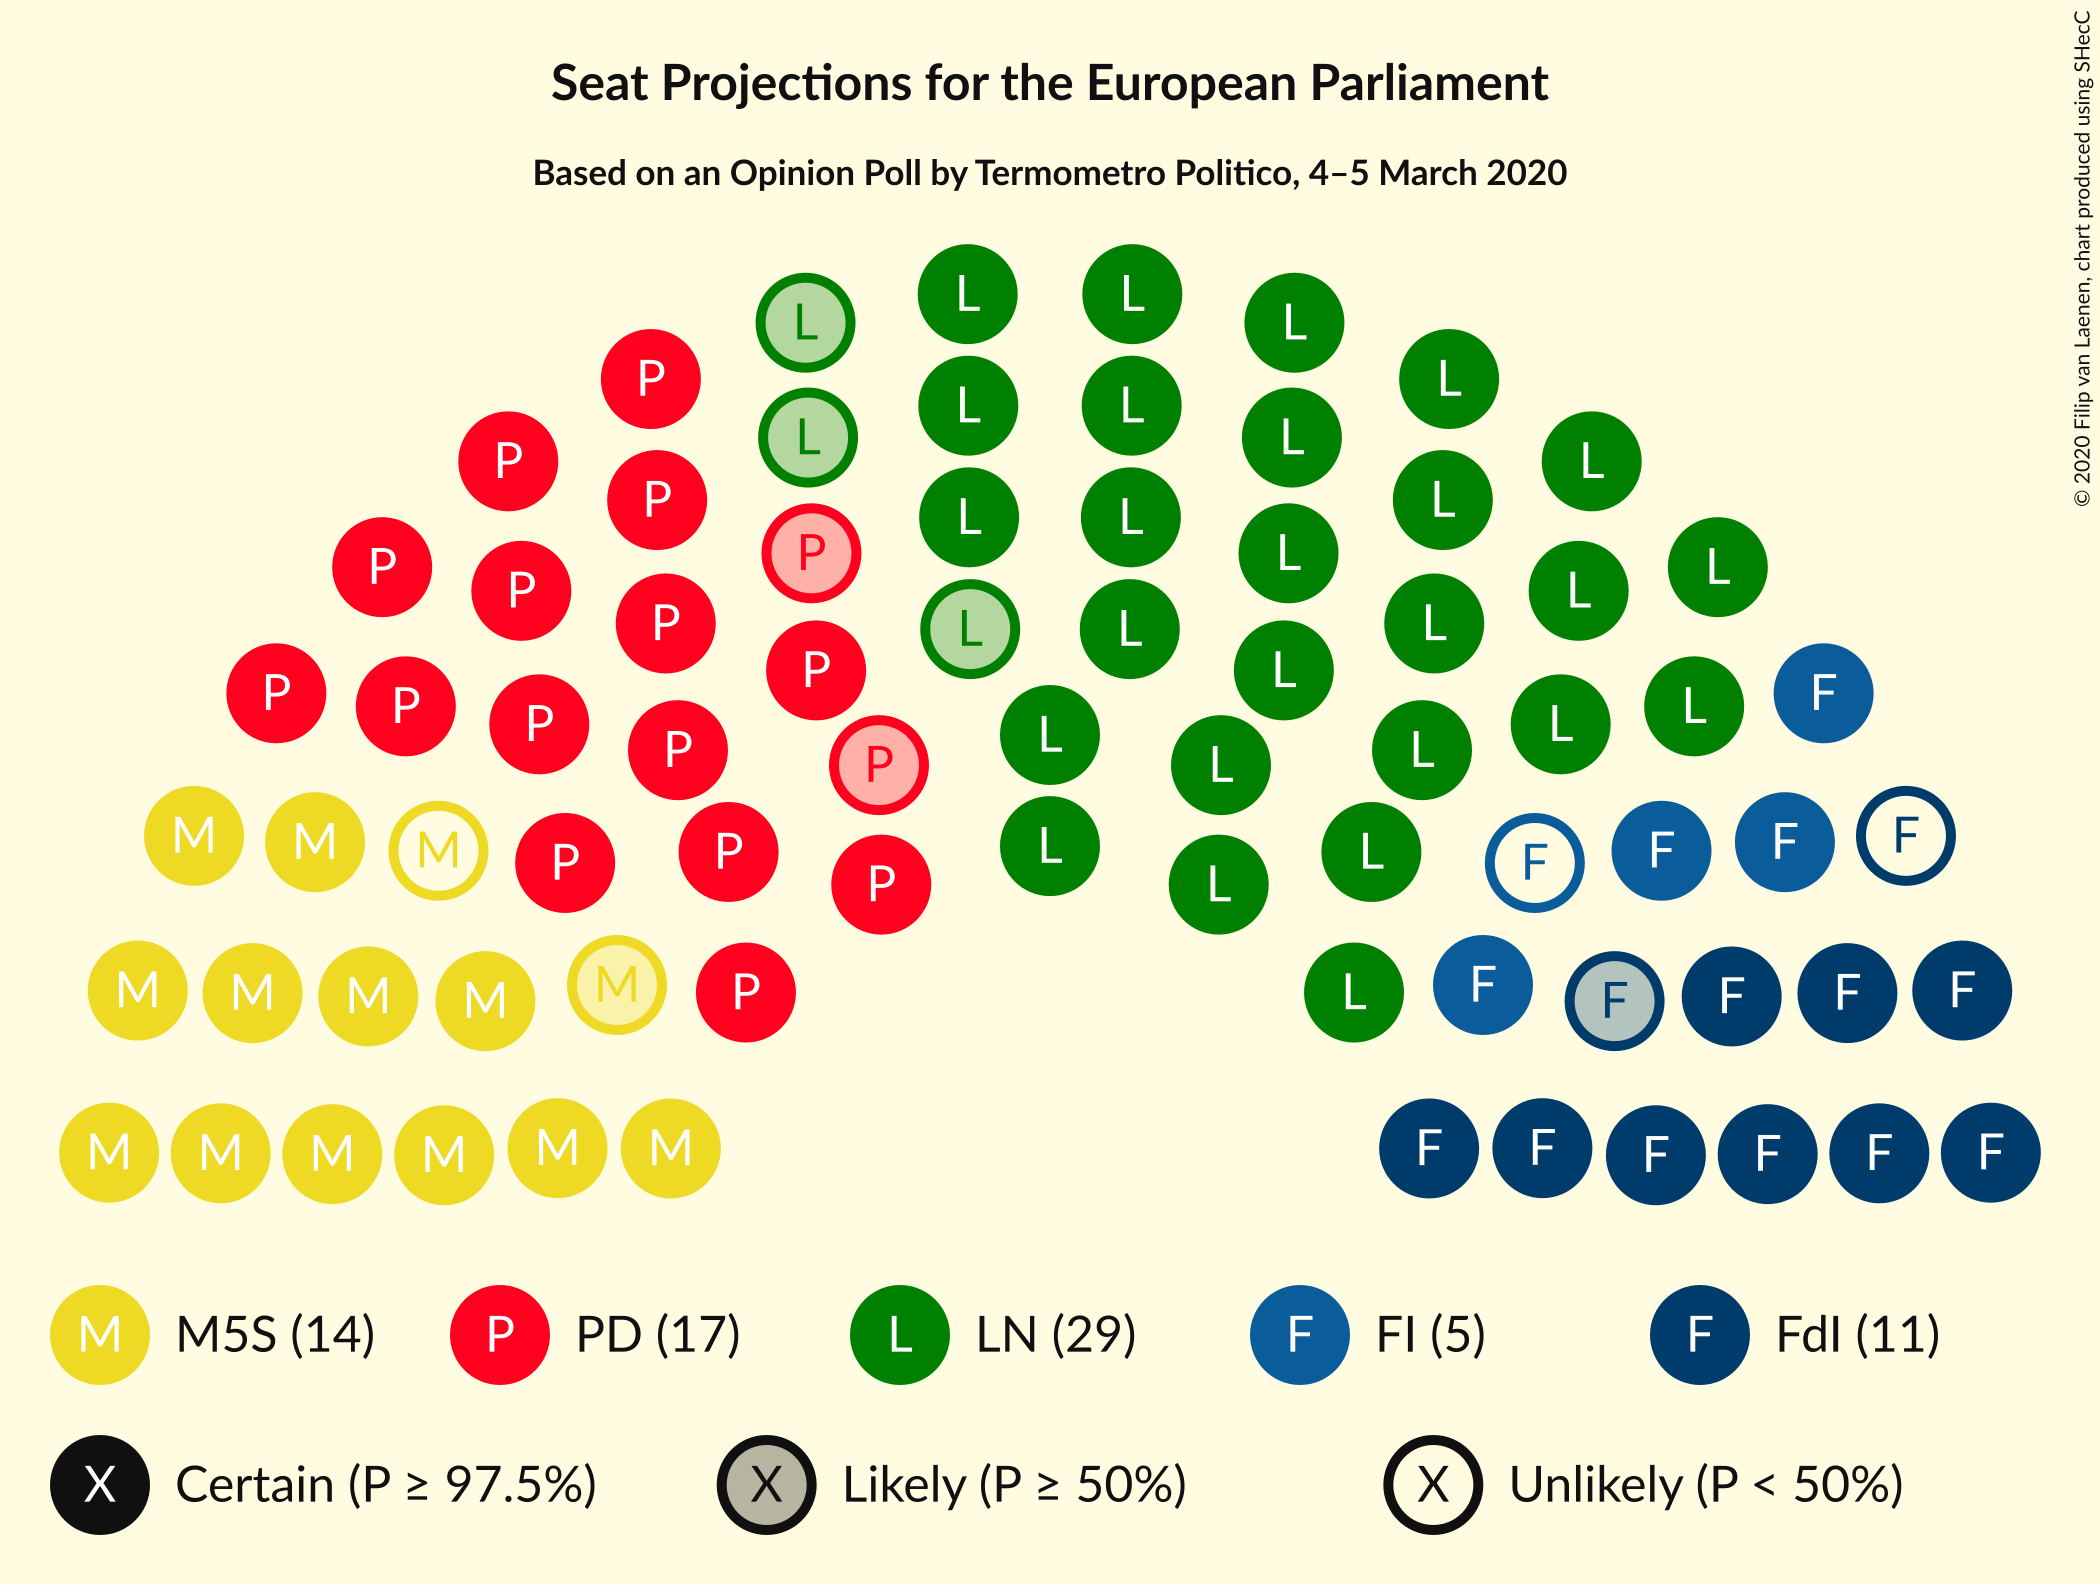 Seat Projections for the European Parliament
Based on an Opinion Poll by Termometro Politico, 4–5 March 2020
© 2020 Filip van Laenen, chart produced using SHecC
L L L L
P L L P
L L
P L L L L L
P P L L
P L L L
P P L
P P L L L
L L
P P L L F
P P P L L L L
P L
M M M P P P L L L F F F F
M M M M M P L F F F F F
M M M M M M F F F F F F
M M5S (14) P PD (17) L LN (29) F FI (5) F FdI (11)
X Certain (P ≥ 97.5%) X Likely (P ≥ 50%) X Unlikely (P < 50%)